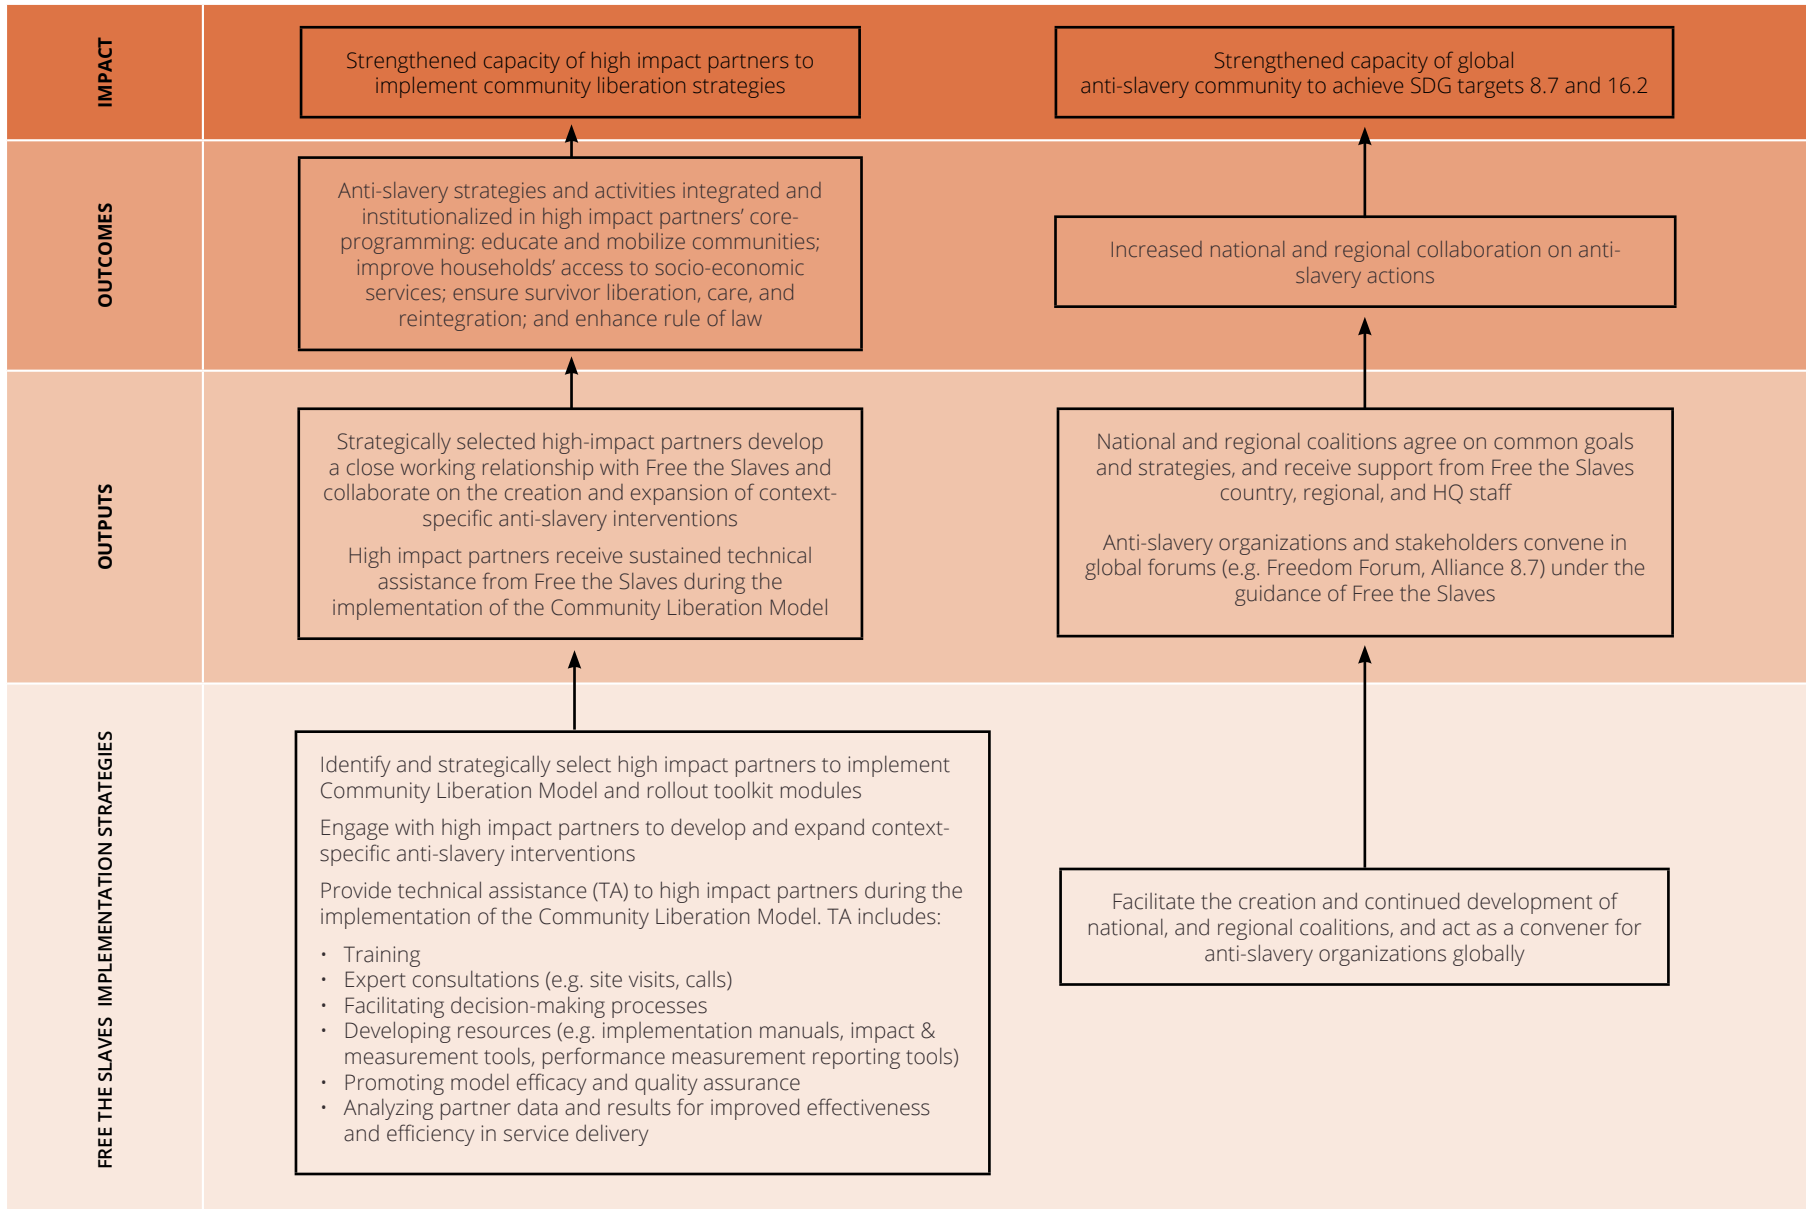 IMPACT
Strengthened capacity of high impact partners to
implement community liberation strategies
Strengthened capacity of global
anti-slavery community to achieve SDG targets 8.7 and 16.2
OUTCOMES
Anti-slavery strategies and activities integrated and
institutionalized in high impact partners’ core-
programming: educate and mobilize communities;
improve households’ access to socio-economic
services; ensure survivor liberation, care, and
reintegration; and enhance rule of law
Increased national and regional collaboration on anti-
slavery actions
OUTPUTS
Strategically selected high-impact partners develop
a close working relationship with Free the Slaves and
collaborate on the creation and expansion of context-
specific anti-slavery interventions
High impact partners receive sustained technical
assistance from Free the Slaves during the
implementation of the Community Liberation Model
National and regional coalitions agree on common goals
and strategies, and receive support from Free the Slaves
country, regional, and HQ staff
Anti-slavery organizations and stakeholders convene in
global forums (e.g. Freedom Forum, Alliance 8.7) under the
guidance of Free the Slaves
FREE THE SLAVES IMPLEMENTATION STRATEGIES
Identify and strategically select high impact partners to implement
Community Liberation Model and rollout toolkit modules
Engage with high impact partners to develop and expand context-
specific anti-slavery interventions
Provide technical assistance (TA) to high impact partners during the
implementation of the Community Liberation Model. TA includes:
• Training
• Expert consultations (e.g. site visits, calls)
• Facilitating decision-making processes
• Developing resources (e.g. implementation manuals, impact &
measurement tools, performance measurement reporting tools)
• Promoting model efficacy and quality assurance
• Analyzing partner data and results for improved effectiveness
and efficiency in service delivery
Facilitate the creation and continued development of
national, and regional coalitions, and act as a convener for
anti-slavery organizations globally